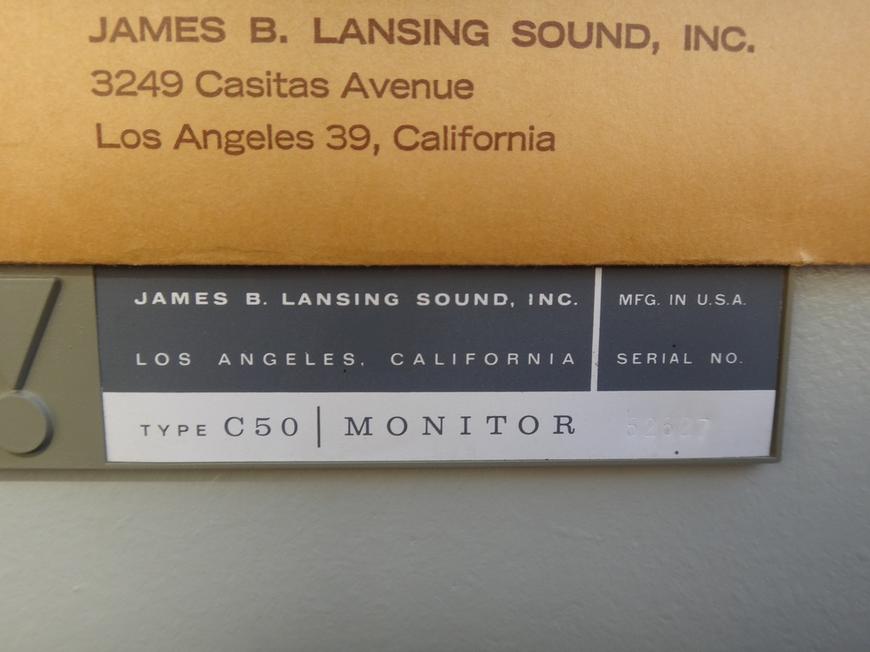 JAMES B. LANSING SOUND, INC.
3249 Casitas Avenue
Los Angeles 39, California
JAMES B. LANSING SOUND, INC.
LOS ANGELES, CALIFORNIA
MFG. IN U.S.A.
SERIAL NO.
TYPE C50 | MONITOR